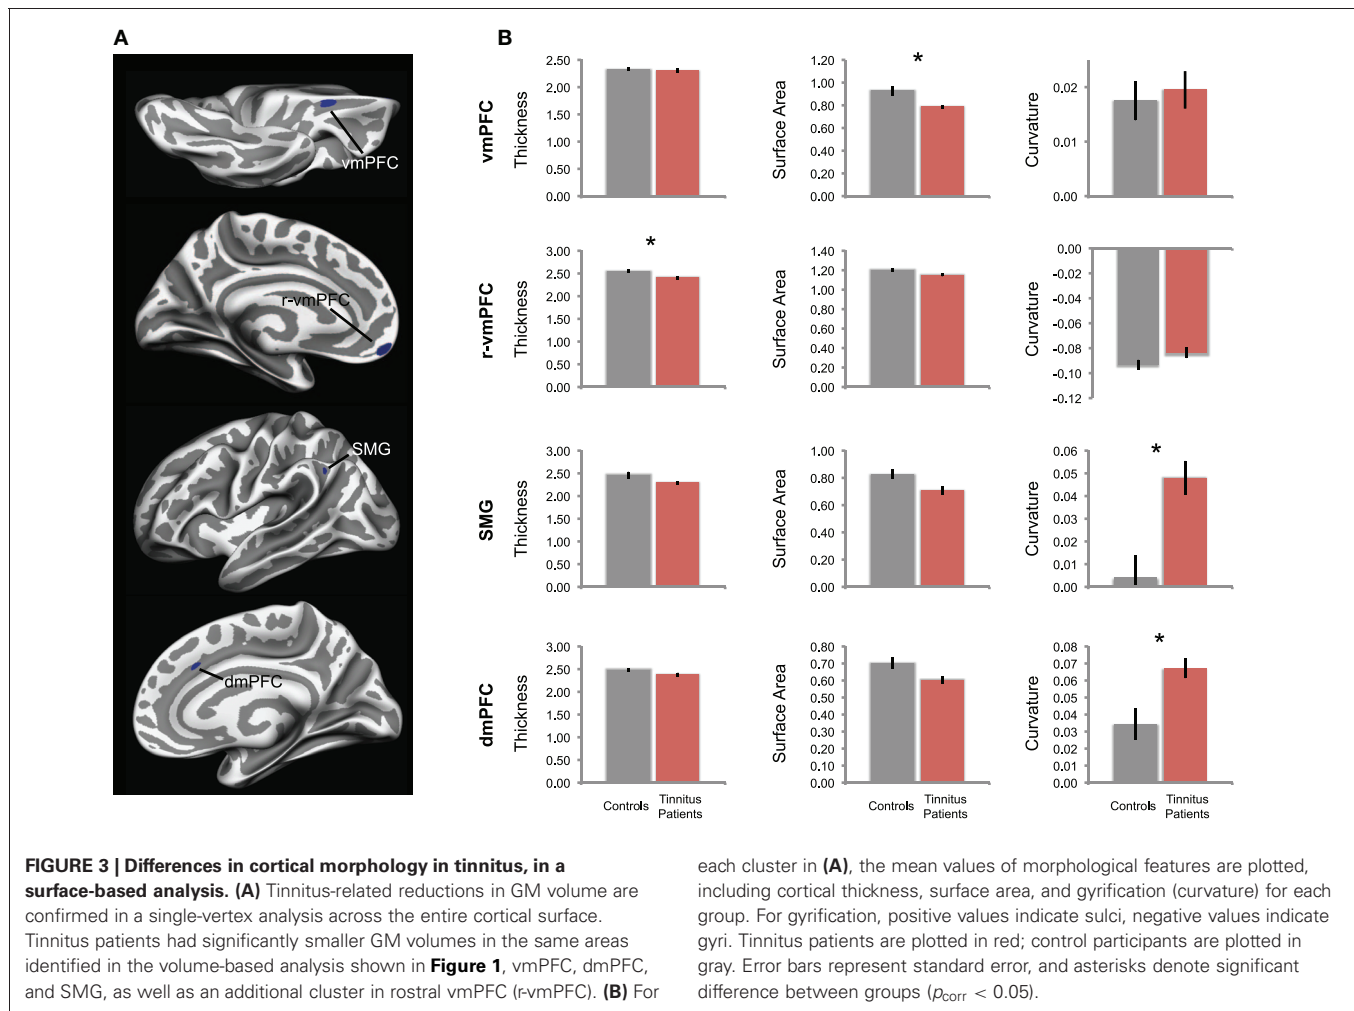 A
vmPFC
r-vmPFC
SMG
dmPFC
B
vmPFC
Thickness
2.50
2.00
1.50
1.00
0.50
0.00
Surface Area
1.20
1.00
0.80
0.60
0.40
0.20
0.00
*
Curvature
0.02
0.01
0.00
r-vmPFC
Thickness
3.00
2.50
2.00
1.50
1.00
0.50
0.00
*
Surface Area
1.40
1.20
1.00
0.80
0.60
0.40
0.20
0.00
Curvature
0.00
-0.02
-0.04
-0.06
-0.08
-0.10
-0.12
SMG
Thickness
3.00
2.50
2.00
1.50
1.00
0.50
0.00
Surface Area
1.00
0.80
0.60
0.40
0.20
0.00
Curvature
0.06
0.05
0.04
0.03
0.02
0.01
0.00
*
dmPFC
Thickness
3.00
2.50
2.00
1.50
1.00
0.50
0.00
Controls
Tinnitus
Patients
Surface Area
0.80
0.70
0.60
0.50
0.40
0.30
0.20
0.10
0.00
Controls
Tinnitus
Patients
Curvature
0.08
0.07
0.06
0.05
0.04
0.03
0.02
0.01
0.00
*
Controls
Tinnitus
Patients
FIGURE 3 | Differences in cortical morphology in tinnitus, in a
surface-based analysis. (A) Tinnitus-related reductions in GM volume are
confirmed in a single-vertex analysis across the entire cortical surface.
Tinnitus patients had significantly smaller GM volumes in the same areas
identified in the volume-based analysis shown in Figure 1, vmPFC, dmPFC,
and SMG, as well as an additional cluster in rostral vmPFC (r-vmPFC). (B) For
each cluster in (A), the mean values of morphological features are plotted,
including cortical thickness, surface area, and gyrification (curvature) for each
group. For gyrification, positive values indicate sulci, negative values indicate
gyri. Tinnitus patients are plotted in red; control participants are plotted in
gray. Error bars represent standard error, and asterisks denote significant
difference between groups (pcorr < 0.05).